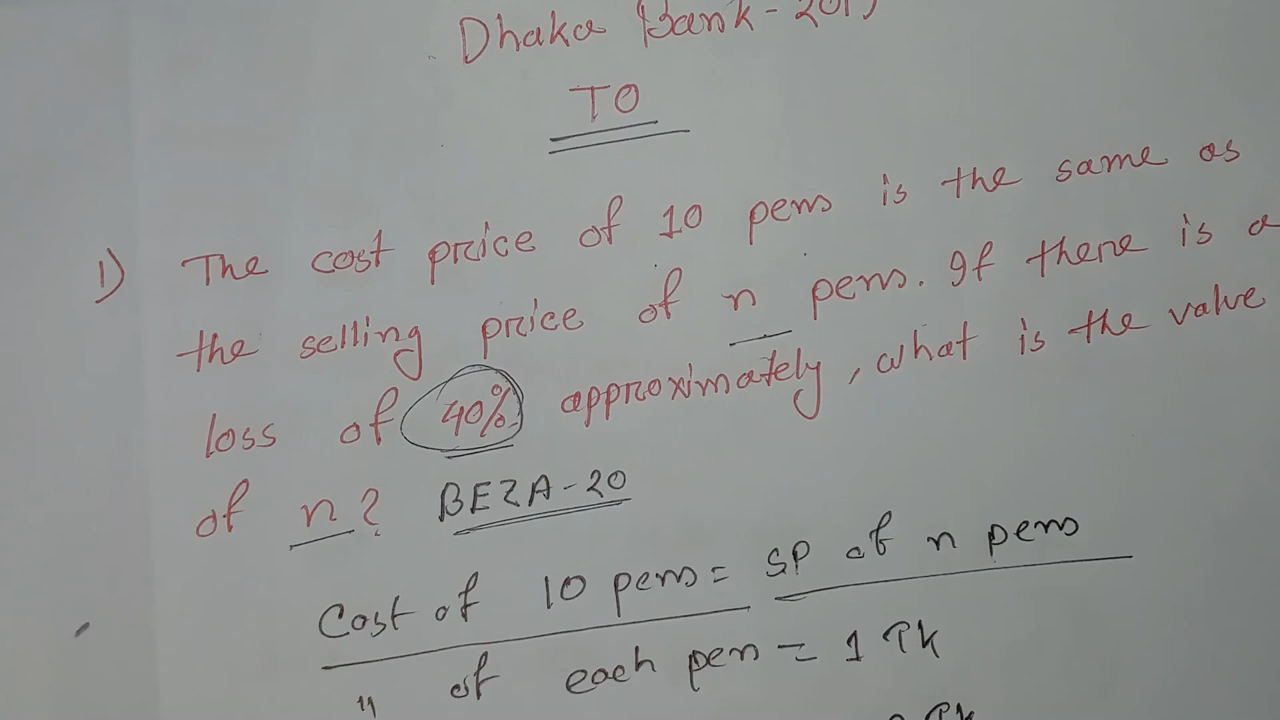 Dhaka Bank-
TO
1) The cost price of 10 pens is the same as
the selling price of n pens. If there is a
loss of 40% approximately, what is the value
of n? BEZA-20
Cost of 10 pens = SP of n pens
" of each pen = 1 Tk
Tk